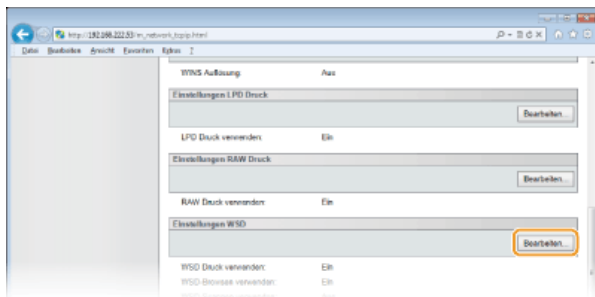 http://192.168.222.53/m_network_tcpip.html
Datei Bearbeiten Ansicht Favoriten Extras ?
WINS Auflösung: Aus
Einstellungen LPD Druck
Bearbeiten...
LPD Druck verwenden: Ein
Einstellungen RAW Druck
Bearbeiten...
RAW Druck verwenden: Ein
Einstellungen WSD
Bearbeiten...
WSD Druck verwenden: Ein
WSD Browsen verwenden: Ein